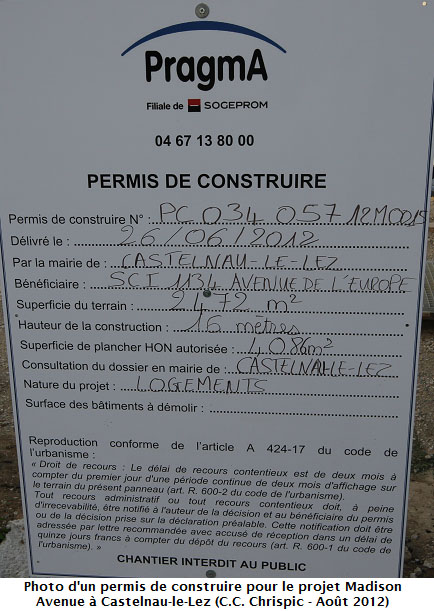 PragmA
Filiale de SOGEPROM
04 67 13 80 00
PERMIS DE CONSTRUIRE
Permis de construire N° : PC 034 057 12M0015
Délivré le : 26/06/2012
Par la mairie de : CASTELNAU-LE-LEZ
Bénéficiaire : SCI 1134 AVENUE DE L'EUROPE
Superficie du terrain : 2472 m²
Hauteur de la construction : 16 mètres
Superficie de plancher HON autorisée : 4086m²
Consultation du dossier en mairie de : CASTELNAU-LE-LEZ
Nature du projet : LOGEMENTS
Surface des bâtiments à démolir :
Reproduction conforme de l'article A 424-17 du code de
l'urbanisme :
« Droit de recours : Le délai de recours contentieux est de deux mois à
compter du premier jour d'une période continue de deux mois d'affichage sur
le terrain du présent panneau (art. R. 600-2 du code de l'urbanisme).
Tout recours administratif ou tout recours contentieux doit, à peine
d'irrecevabilité, être notifié à l'auteur de la décision et au bénéficiaire du permis
ou de la décision prise sur la déclaration préalable. Cette notification doit être
adressée par lettre recommandée avec accusé de réception dans un délai de
quinze jours francs à compter du dépôt du recours (art. R. 600-1 du code de
l'urbanisme). »
CHANTIER INTERDIT AU PUBLIC
Photo d'un permis de construire pour le projet Madison
Avenue à Castelnau-le-Lez (C.C. Chrispic - Août 2012)